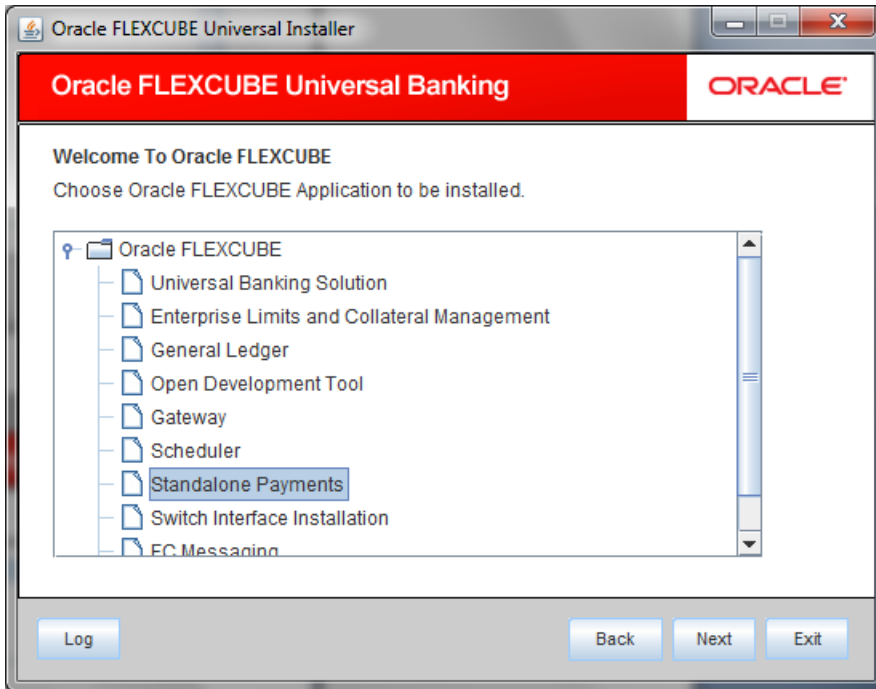 Oracle FLEXCUBE Universal Installer
Oracle FLEXCUBE Universal Banking
ORACLE®
Welcome To Oracle FLEXCUBE
Choose Oracle FLEXCUBE Application to be installed.
Oracle FLEXCUBE
Universal Banking Solution
Enterprise Limits and Collateral Management
General Ledger
Open Development Tool
Gateway
Scheduler
Standalone Payments
Switch Interface Installation
FC Messaging
Log Back Next Exit